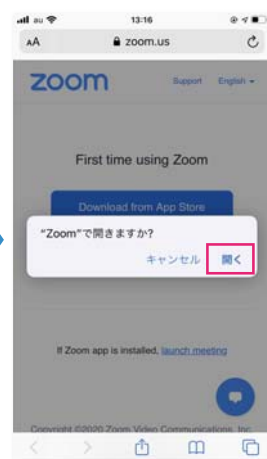 au 13:16
AA zoom.us
zoom Support English
First time using Zoom
Download from App Store
"Zoom"で開きますか?
キャンセル 開く
If Zoom app is installed, launch meeting
Copyright ©2020 Zoom Video Communications, Inc.